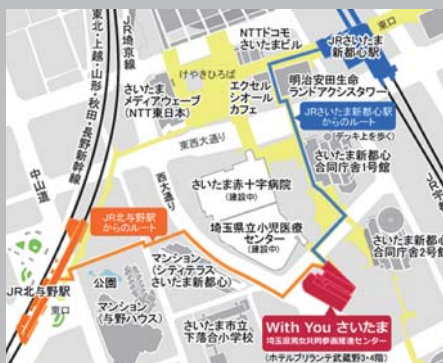 東口
NTTドコモ
さいたまビル
JRさいたま
新都心駅
東北・上越・山形・秋田・長野新幹線
JR埼京線
けやきひろば
明治安田生命
ランドアクシスタワー
さいたま
メディアウェーブ
(NTT東日本)
エクセル
シオール
カフェ
JRさいたま新都心駅
からのルート
(デッキ上を歩く)
東西大通り
さいたま新都心
合同庁舎1号館
中山道
西大通り
さいたま赤十字病院
(建設中)
JR北与野駅
からのルート
埼玉県立小児医療
センター
(建設中)
さいたま新都心
合同庁舎2号館
マンション
(シティテラス
さいたま新都心)
公園
JR北与野駅
東口
マンション
(与野ハウス)
さいたま市立
下落合小学校
With You さいたま
埼玉県男女共同参画推進センター
(ホテルブリランテ武蔵野3・4階)